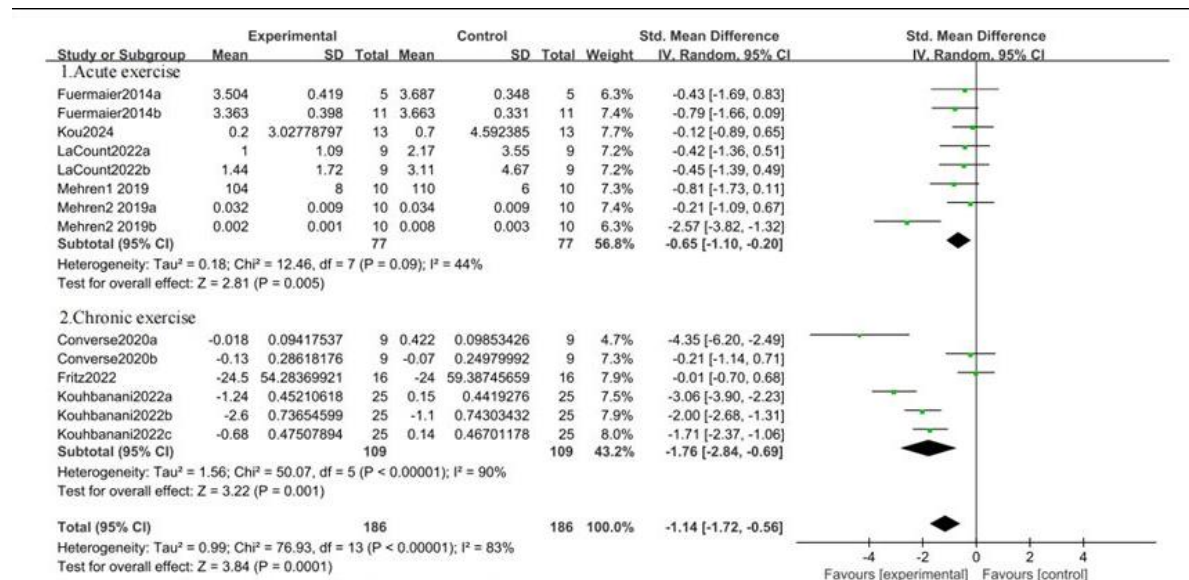 Experimental Control Std. Mean Difference Std. Mean Difference
Study or Subgroup Mean SD Total Mean SD Total Weight IV, Random, 95% CI IV, Random, 95% CI
1.Acute exercise
Fuermaier2014a 3.504 0.419 5 3.687 0.348 5 6.3% -0.43 [-1.69, 0.83]
Fuermaier2014b 3.363 0.398 11 3.663 0.331 11 7.4% -0.79 [-1.66, 0.09]
Kou2024 0.2 3.02778797 13 0.7 4.592385 13 7.7% -0.12 [-0.89, 0.65]
LaCount2022a 1 1.09 9 2.17 3.55 9 7.2% -0.42 [-1.36, 0.51]
LaCount2022b 1.44 1.72 9 3.11 4.67 9 7.2% -0.45 [-1.39, 0.49]
Mehren1 2019 104 8 10 110 6 10 7.3% -0.81 [-1.73, 0.11]
Mehren2 2019a 0.032 0.009 10 0.034 0.009 10 7.4% -0.21 [-1.09, 0.67]
Mehren2 2019b 0.002 0.001 10 0.008 0.003 10 6.3% -2.57 [-3.82, -1.32]
Subtotal (95% CI) 77 77 56.8% -0.65 [-1.10, -0.20]
Heterogeneity: Tau² = 0.18; Chi² = 12.46, df = 7 (P = 0.09); I² = 44%
Test for overall effect: Z = 2.81 (P = 0.005)
2.Chronic exercise
Converse2020a -0.018 0.09417537 9 0.422 0.09853426 9 4.7% -4.35 [-6.20, -2.49]
Converse2020b -0.13 0.28618176 9 -0.07 0.24979992 9 7.3% -0.21 [-1.14, 0.71]
Fritz2022 -24.5 54.28369921 16 -24 59.38745659 16 7.9% -0.01 [-0.70, 0.68]
Kouhbanani2022a -1.24 0.45210618 25 0.15 0.4419276 25 7.5% -3.06 [-3.90, -2.23]
Kouhbanani2022b -2.6 0.73654599 25 -1.1 0.74303432 25 7.9% -2.00 [-2.68, -1.31]
Kouhbanani2022c -0.68 0.47507894 25 0.14 0.46701178 25 8.0% -1.71 [-2.37, -1.06]
Subtotal (95% CI) 109 109 43.2% -1.76 [-2.84, -0.69]
Heterogeneity: Tau² = 1.56; Chi² = 50.07, df = 5 (P < 0.00001); I² = 90%
Test for overall effect: Z = 3.22 (P = 0.001)
Total (95% CI) 186 186 100.0% -1.14 [-1.72, -0.56]
Heterogeneity: Tau² = 0.99; Chi² = 76.93, df = 13 (P < 0.00001); I² = 83%
Test for overall effect: Z = 3.84 (P = 0.0001)
-4 -2 0 2 4
Favours [experimental] Favours [control]